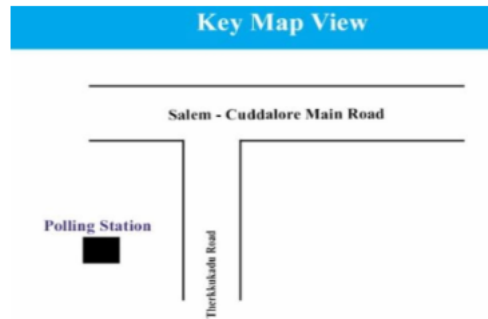 Key Map View
Salem - Cuddalore Main Road
Polling Station
Therkkukadu Road